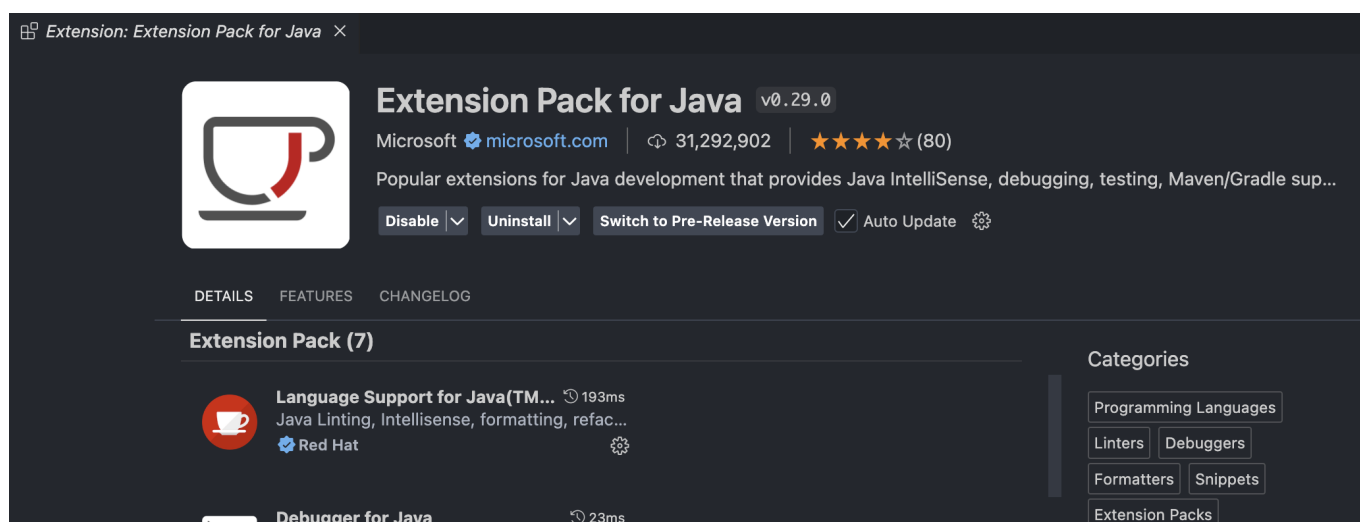 Extension: Extension Pack for Java
Extension Pack for Java v0.29.0
Microsoft microsoft.com 31,292,902 (80)
Popular extensions for Java development that provides Java IntelliSense, debugging, testing, Maven/Gradle sup...
Disable Uninstall Switch to Pre-Release Version Auto Update
DETAILS FEATURES CHANGELOG
Extension Pack (7)
Language Support for Java(TM... 193ms
Java Linting, Intellisense, formatting, refac...
Red Hat
Debugger for Java 23ms
Categories
Programming Languages
Linters Debuggers
Formatters Snippets
Extension Packs